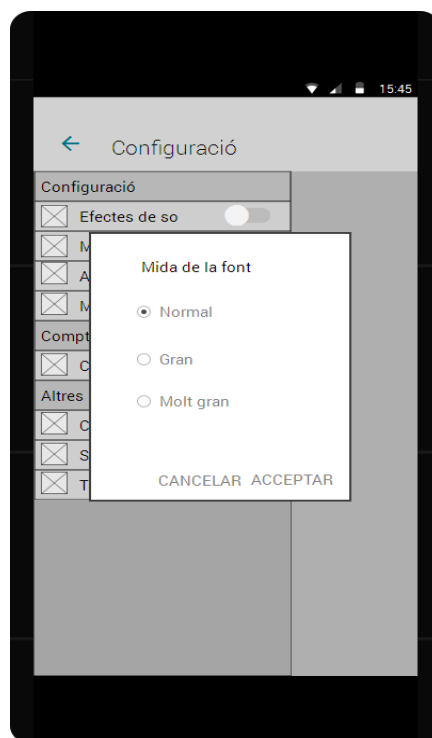 15:45
Configuració
Configuració
Efectes de so
M
A
M
Compt
C
Altres
C
S
T
Mida de la font
Normal
Gran
Molt gran
CANCELAR ACCEPTAR